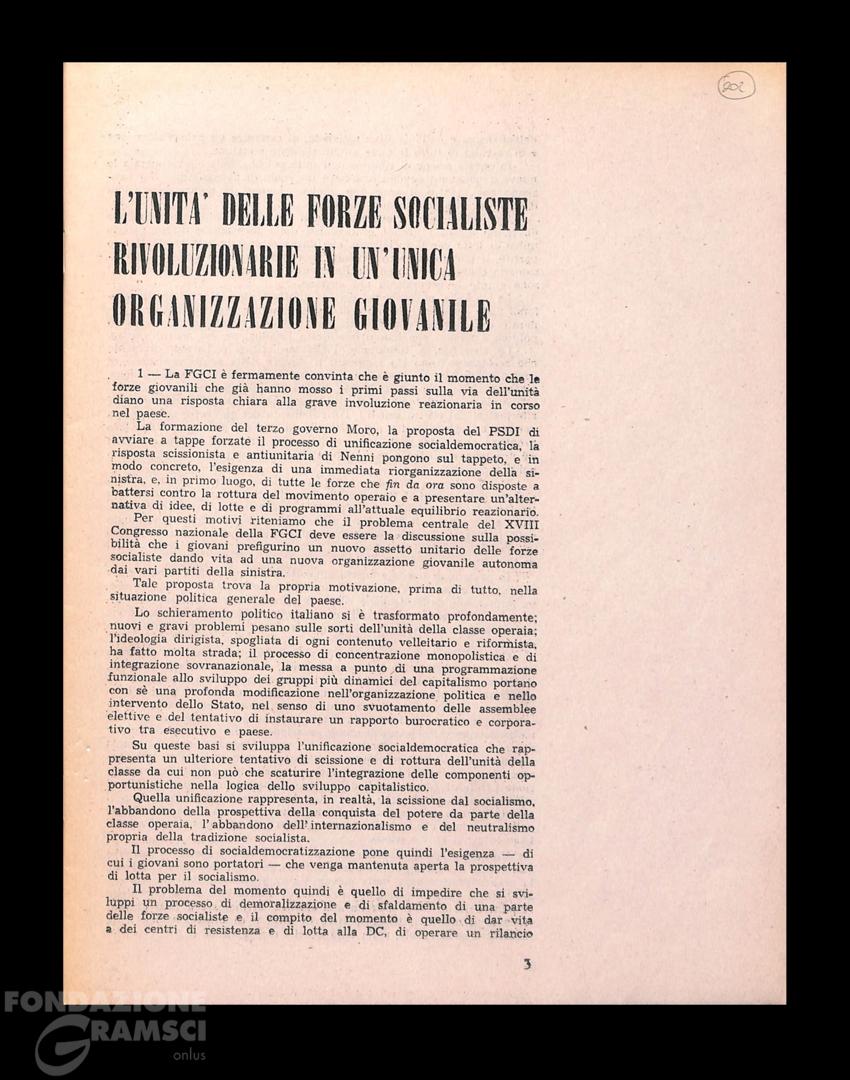 202
L'UNITA' DELLE FORZE SOCIALISTE
RIVOLUZIONARIE IN UN'UNICA
ORGANIZZAZIONE GIOVANILE
1 — La FGCI è fermamente convinta che è giunto il momento che le
forze giovanili che già hanno mosso i primi passi sulla via dell'unità
diano una risposta chiara alla grave involuzione reazionaria in corso
nel paese.
La formazione del terzo governo Moro, la proposta del PSDI di
avviare a tappe forzate il processo di unificazione socialdemocratica, la
risposta scissionista e antiunitaria di Nenni pongono sul tappeto, e in
modo concreto, l'esigenza di una immediata riorganizzazione della si-
nistra, e, in primo luogo, di tutte le forze che fin da ora sono disposte a
battersi contro la rottura del movimento operaio e a presentare un'alter-
nativa di idee, di lotte e di programmi all'attuale equilibrio reazionario.
Per questi motivi riteniamo che il problema centrale del XVIII
Congresso nazionale della FGCI deve essere la discussione sulla possi-
bilità che i giovani prefigurino un nuovo assetto unitario delle forze
socialiste dando vita ad una nuova organizzazione giovanile autonoma
dai vari partiti della sinistra.
Tale proposta trova la propria motivazione, prima di tutto, nella
situazione politica generale del paese.
Lo schieramento politico italiano si è trasformato profondamente;
nuovi e gravi problemi pesano sulle sorti dell'unità della classe operaia;
l'ideologia dirigista, spogliata di ogni contenuto velleitario e riformista,
ha fatto molta strada; il processo di concentrazione monopolistica e di
integrazione sovranazionale, la messa a punto di una programmazione
funzionale allo sviluppo dei gruppi più dinamici del capitalismo portano
con sè una profonda modificazione nell'organizzazione politica e nello
intervento dello Stato, nel senso di uno svuotamento delle assemblee
elettive e del tentativo di instaurare un rapporto burocratico e corpora-
tivo tra esecutivo e paese.
Su queste basi si sviluppa l'unificazione socialdemocratica che rap-
presenta un ulteriore tentativo di scissione e di rottura dell'unità della
classe da cui non può che scaturire l'integrazione delle componenti op-
portunistiche nella logica dello sviluppo capitalistico.
Quella unificazione rappresenta, in realtà, la scissione dal socialismo,
l'abbandono della prospettiva della conquista del potere da parte della
classe operaia, l'abbandono dell'internazionalismo e del neutralismo
propria della tradizione socialista.
Il processo di socialdemocratizzazione pone quindi l'esigenza — di
cui i giovani sono portatori — che venga mantenuta aperta la prospettiva
di lotta per il socialismo.
Il problema del momento quindi è quello di impedire che si svi-
luppi un processo di demoralizzazione e di sfaldamento di una parte
delle forze socialiste e il compito del momento è quello di dar vita
a dei centri di resistenza e di lotta alla DC, di operare un rilancio
3
FONDAZIONE
GRAMSCI
onlus